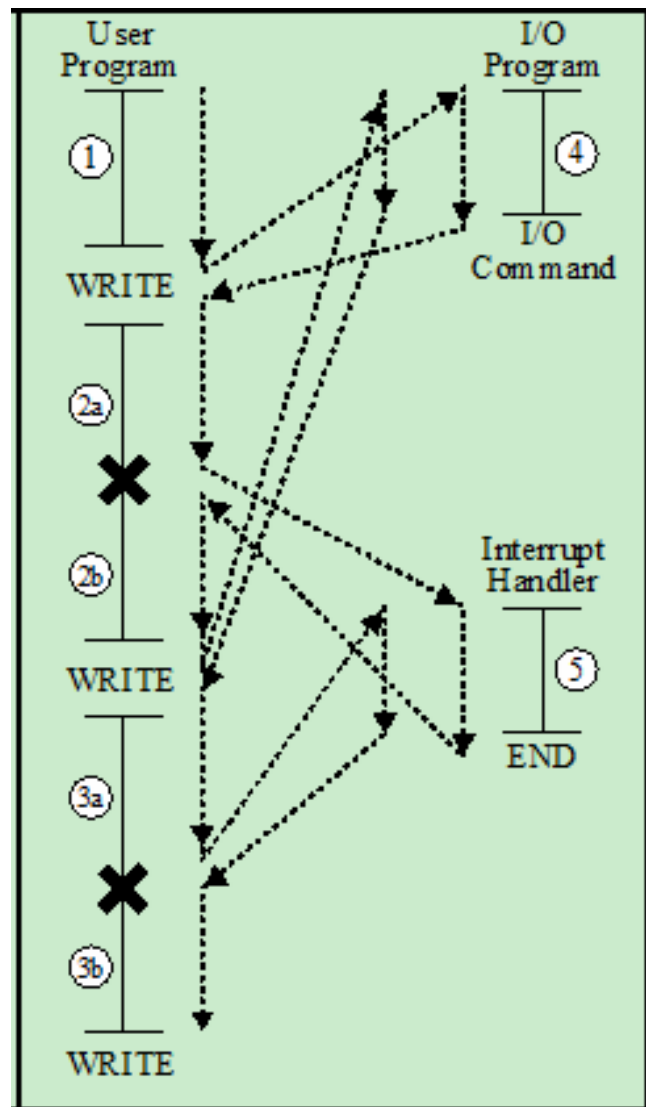 User
Program
1
WRITE
2a
2b
WRITE
3a
3b
WRITE
I/O
Program
4
I/O
Command
Interrupt
Handler
5
END